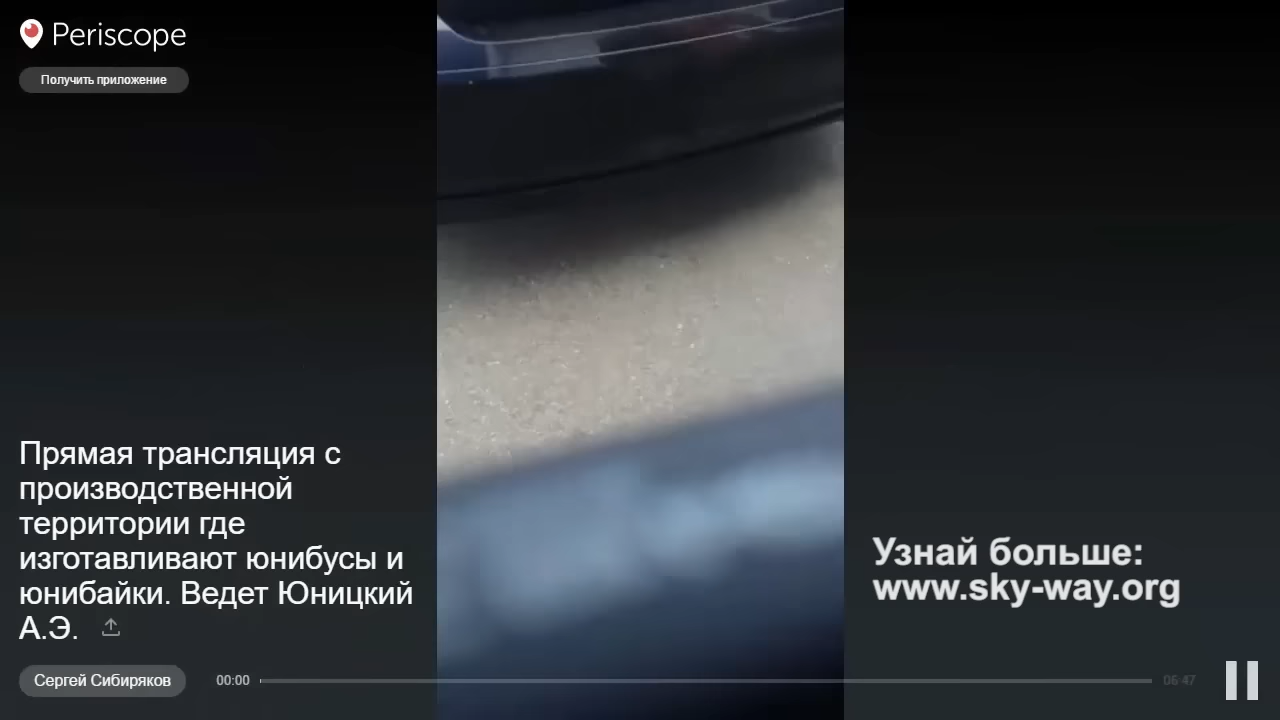 Periscope
Получить приложение
Прямая трансляция с
производственной
территории где
изготавливают юнибусы и
юнибайки. Ведет Юницкий
А.Э.
Узнай больше:
www.sky-way.org
Сергей Сибиряков
00:00
06:47